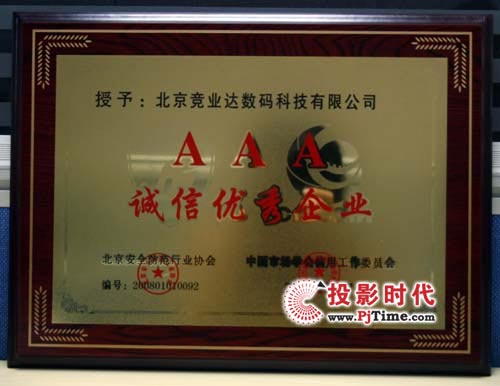 授予：北京竞业达数码科技有限公司
AAA
诚信优秀企业
北京安全防范行业协会
中国市场学会信用工作委员会
编号：200801010092
投影时代
www.PjTime.com